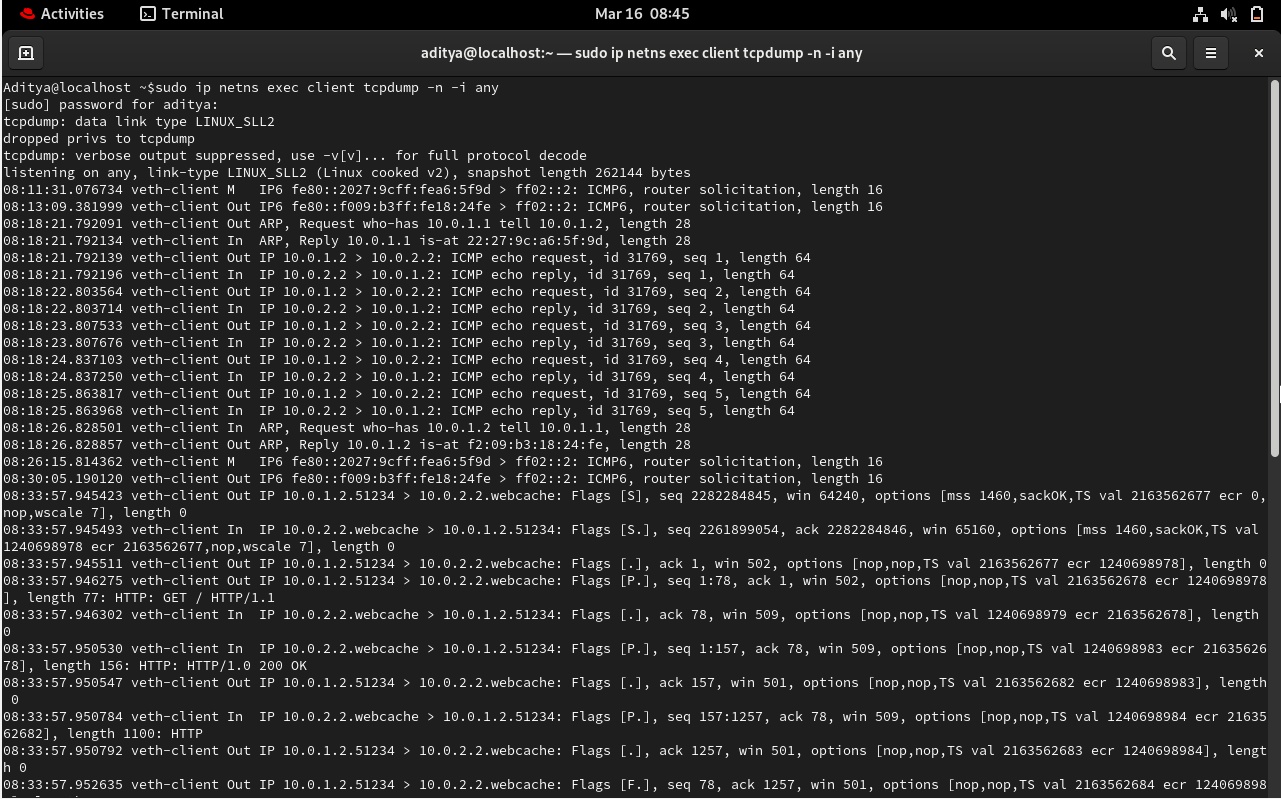 Activities Terminal Mar 16 08:45
aditya@localhost:~ — sudo ip netns exec client tcpdump -n -i any
Aditya@localhost ~$sudo ip netns exec client tcpdump -n -i any
[sudo] password for aditya:
tcpdump: data link type LINUX_SLL2
dropped privs to tcpdump
tcpdump: verbose output suppressed, use -v[v]... for full protocol decode
listening on any, link-type LINUX_SLL2 (Linux cooked v2), snapshot length 262144 bytes
08:11:31.076734 veth-client M   IP6 fe80::2027:9cff:fea6:5f9d > ff02::2: ICMP6, router solicitation, length 16
08:13:09.381999 veth-client Out IP6 fe80::f009:b3ff:fe18:24fe > ff02::2: ICMP6, router solicitation, length 16
08:18:21.792091 veth-client Out ARP, Request who-has 10.0.1.1 tell 10.0.1.2, length 28
08:18:21.792134 veth-client In  ARP, Reply 10.0.1.1 is-at 22:27:9c:a6:5f:9d, length 28
08:18:21.792139 veth-client Out IP 10.0.1.2 > 10.0.2.2: ICMP echo request, id 31769, seq 1, length 64
08:18:21.792196 veth-client In  IP 10.0.2.2 > 10.0.1.2: ICMP echo reply, id 31769, seq 1, length 64
08:18:22.803564 veth-client Out IP 10.0.1.2 > 10.0.2.2: ICMP echo request, id 31769, seq 2, length 64
08:18:22.803714 veth-client In  IP 10.0.2.2 > 10.0.1.2: ICMP echo reply, id 31769, seq 2, length 64
08:18:23.807533 veth-client Out IP 10.0.1.2 > 10.0.2.2: ICMP echo request, id 31769, seq 3, length 64
08:18:23.807676 veth-client In  IP 10.0.2.2 > 10.0.1.2: ICMP echo reply, id 31769, seq 3, length 64
08:18:24.837103 veth-client Out IP 10.0.1.2 > 10.0.2.2: ICMP echo request, id 31769, seq 4, length 64
08:18:24.837250 veth-client In  IP 10.0.2.2 > 10.0.1.2: ICMP echo reply, id 31769, seq 4, length 64
08:18:25.863817 veth-client Out IP 10.0.1.2 > 10.0.2.2: ICMP echo request, id 31769, seq 5, length 64
08:18:25.863968 veth-client In  IP 10.0.2.2 > 10.0.1.2: ICMP echo reply, id 31769, seq 5, length 64
08:18:26.828501 veth-client In  ARP, Request who-has 10.0.1.2 tell 10.0.1.1, length 28
08:18:26.828857 veth-client Out ARP, Reply 10.0.1.2 is-at f2:09:b3:18:24:fe, length 28
08:26:15.814362 veth-client M   IP6 fe80::2027:9cff:fea6:5f9d > ff02::2: ICMP6, router solicitation, length 16
08:30:05.190120 veth-client Out IP6 fe80::f009:b3ff:fe18:24fe > ff02::2: ICMP6, router solicitation, length 16
08:33:57.945423 veth-client Out IP 10.0.1.2.51234 > 10.0.2.2.webcache: Flags [S], seq 2282284845, win 64240, options [mss 1460,sackOK,TS val 2163562677 ecr 0,
nop,wscale 7], length 0
08:33:57.945493 veth-client In  IP 10.0.2.2.webcache > 10.0.1.2.51234: Flags [S.], seq 2261899054, ack 2282284846, win 65160, options [mss 1460,sackOK,TS val
1240698978 ecr 2163562677,nop,wscale 7], length 0
08:33:57.945511 veth-client Out IP 10.0.1.2.51234 > 10.0.2.2.webcache: Flags [.], ack 1, win 502, options [nop,nop,TS val 2163562677 ecr 1240698978], length 0
08:33:57.946275 veth-client Out IP 10.0.1.2.51234 > 10.0.2.2.webcache: Flags [P.], seq 1:78, ack 1, win 502, options [nop,nop,TS val 2163562678 ecr 1240698978
], length 77: HTTP: GET / HTTP/1.1
08:33:57.946302 veth-client In  IP 10.0.2.2.webcache > 10.0.1.2.51234: Flags [.], ack 78, win 509, options [nop,nop,TS val 1240698979 ecr 2163562678], length
0
08:33:57.950530 veth-client In  IP 10.0.2.2.webcache > 10.0.1.2.51234: Flags [P.], seq 1:157, ack 78, win 509, options [nop,nop,TS val 1240698983 ecr 21635626
78], length 156: HTTP: HTTP/1.0 200 OK
08:33:57.950547 veth-client Out IP 10.0.1.2.51234 > 10.0.2.2.webcache: Flags [.], ack 157, win 501, options [nop,nop,TS val 2163562682 ecr 1240698983], length
 0
08:33:57.950784 veth-client In  IP 10.0.2.2.webcache > 10.0.1.2.51234: Flags [P.], seq 157:1257, ack 78, win 509, options [nop,nop,TS val 1240698984 ecr 21635
62682], length 1100: HTTP
08:33:57.950792 veth-client Out IP 10.0.1.2.51234 > 10.0.2.2.webcache: Flags [.], ack 1257, win 501, options [nop,nop,TS val 2163562683 ecr 1240698984], lengt
h 0
08:33:57.952635 veth-client Out IP 10.0.1.2.51234 > 10.0.2.2.webcache: Flags [F.], seq 78, ack 1257, win 501, options [nop,nop,TS val 2163562684 ecr 124069898